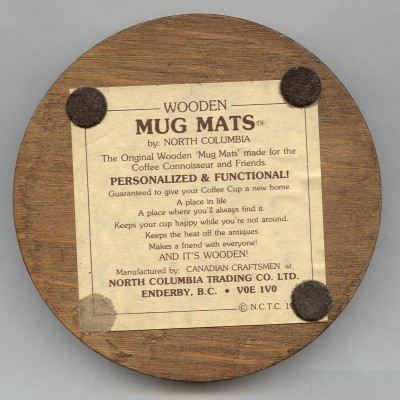 WOODEN
MUG MATS™
by: NORTH COLUMBIA
The Original Wooden 'Mug Mats' made for the
Coffee Connoisseur and Friends.
PERSONALIZED & FUNCTIONAL!
Guaranteed to give your Coffee Cup a new home.
A place in life
A place where you'll always find it.
Keeps your cup happy while you're not around.
Keeps the heat off the antiques.
Makes a friend with everyone!
AND IT'S WOODEN!
Manufactured by: CANADIAN CRAFTSMEN at
NORTH COLUMBIA TRADING CO. LTD.
ENDERBY, B.C. • V0E 1V0
© N.C.T.C.